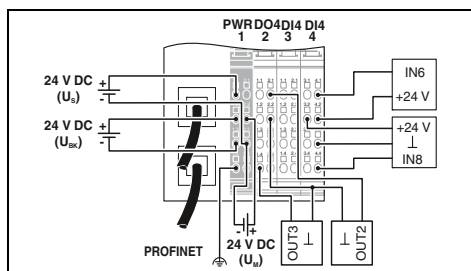 PWR DO4 DI4 DI4
1 2 3 4
24 V DC
(US)
+
-
24 V DC
(UBK)
+
-
IN6
+24 V
+24 V
⊥
IN8
- +
24 V DC
(UM)
PROFINET
OUT3
⊥
⊥
OUT2